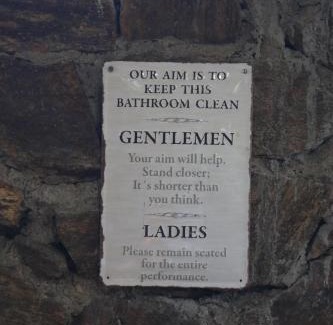 OUR AIM IS TO
KEEP THIS
BATHROOM CLEAN
GENTLEMEN
Your aim will help.
Stand closer;
It's shorter than
you think.
LADIES
Please remain seated
for the entire
performance.